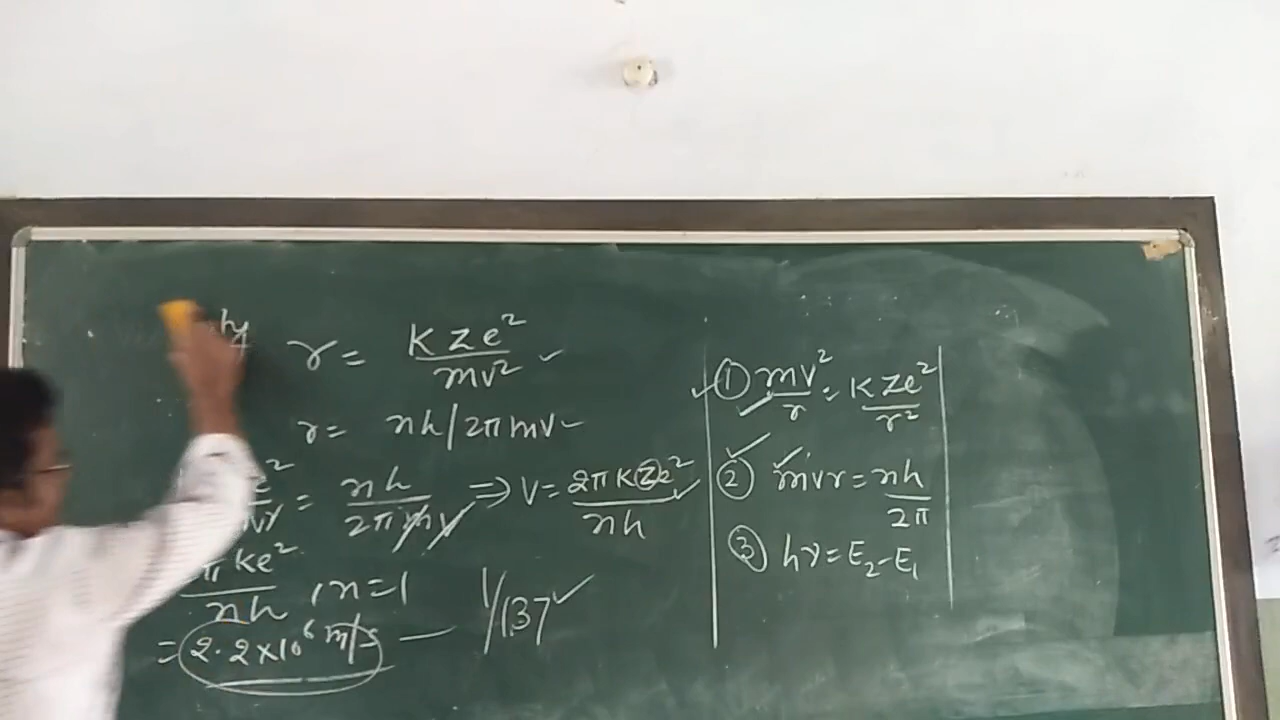 r = KZe²/mv² ✓
r = nh/2πmv
e²/mv = nh/2πmv ⇒ V = 2πKZe²/nh ✓
πKe²/nh , n=1
= 2.2×10⁶ m/s — 1/137 ✓
① mv²/r = KZe²/r²
② mvr = nh/2π
③ hγ = E₂-E₁